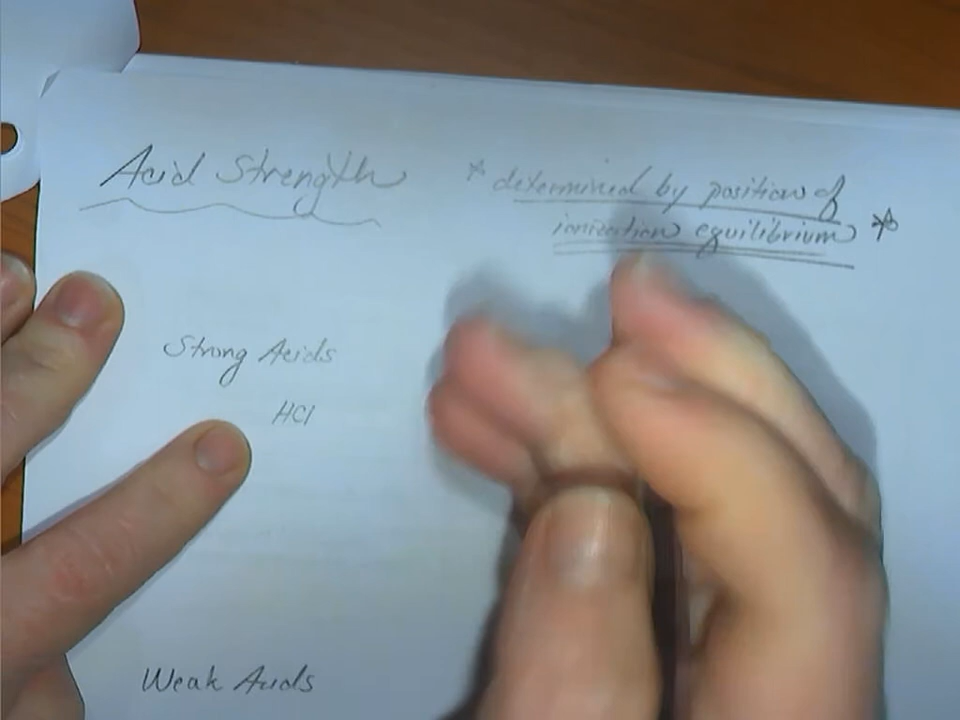 Acid Strength
* determined by position of
ionization equilibrium *
Strong Acids
HCl
Weak Acids